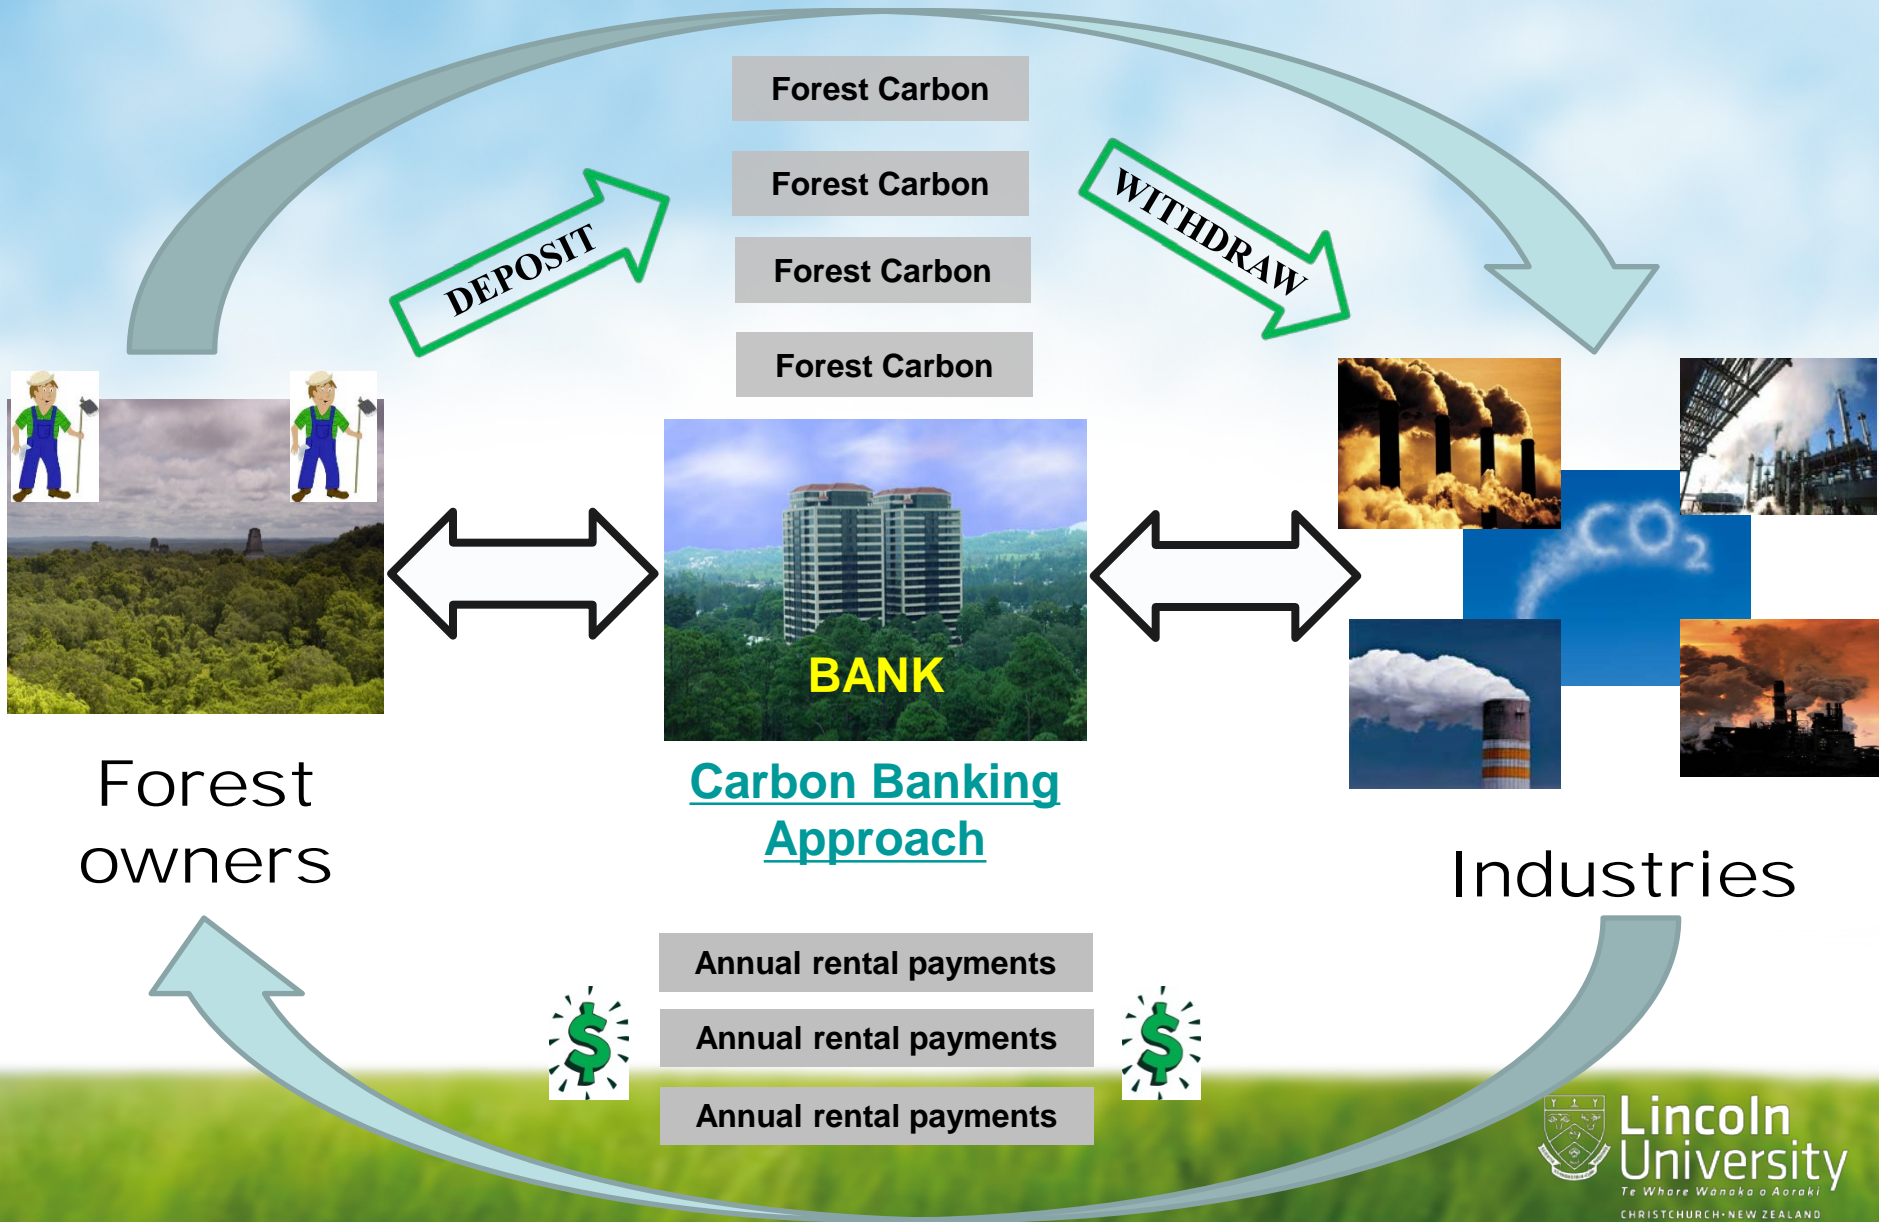 Forest Carbon
Forest Carbon
Forest Carbon
Forest Carbon
DEPOSIT
WITHDRAW
CO2
BANK
Carbon Banking
Approach
Forest
owners
Industries
Annual rental payments
$
$
Annual rental payments
Annual rental payments
Lincoln
University
Te Whare Wānaka o Aoraki
CHRISTCHURCH•NEW ZEALAND